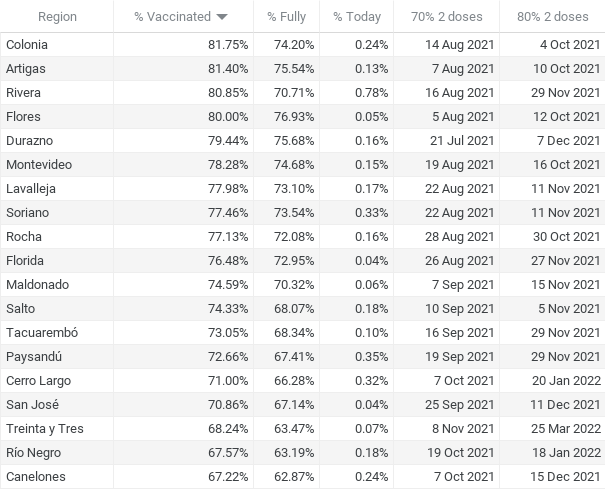 Region % Vaccinated % Fully % Today 70% 2 doses 80% 2 doses
Colonia 81.75% 74.20% 0.24% 14 Aug 2021 4 Oct 2021
Artigas 81.40% 75.54% 0.13% 7 Aug 2021 10 Oct 2021
Rivera 80.85% 70.71% 0.78% 16 Aug 2021 29 Nov 2021
Flores 80.00% 76.93% 0.05% 5 Aug 2021 12 Oct 2021
Durazno 79.44% 75.68% 0.16% 21 Jul 2021 7 Dec 2021
Montevideo 78.28% 74.68% 0.15% 19 Aug 2021 16 Oct 2021
Lavalleja 77.98% 73.10% 0.17% 22 Aug 2021 11 Nov 2021
Soriano 77.46% 73.54% 0.33% 22 Aug 2021 11 Nov 2021
Rocha 77.13% 72.08% 0.16% 28 Aug 2021 30 Oct 2021
Florida 76.48% 72.95% 0.04% 26 Aug 2021 27 Nov 2021
Maldonado 74.59% 70.32% 0.06% 7 Sep 2021 15 Nov 2021
Salto 74.33% 68.07% 0.18% 10 Sep 2021 5 Nov 2021
Tacuarembó 73.05% 68.34% 0.10% 16 Sep 2021 29 Nov 2021
Paysandú 72.66% 67.41% 0.35% 19 Sep 2021 29 Nov 2021
Cerro Largo 71.00% 66.28% 0.32% 7 Oct 2021 20 Jan 2022
San José 70.86% 67.14% 0.04% 25 Sep 2021 11 Dec 2021
Treinta y Tres 68.24% 63.47% 0.07% 8 Nov 2021 25 Mar 2022
Río Negro 67.57% 63.19% 0.18% 19 Oct 2021 18 Jan 2022
Canelones 67.22% 62.87% 0.24% 7 Oct 2021 15 Dec 2021